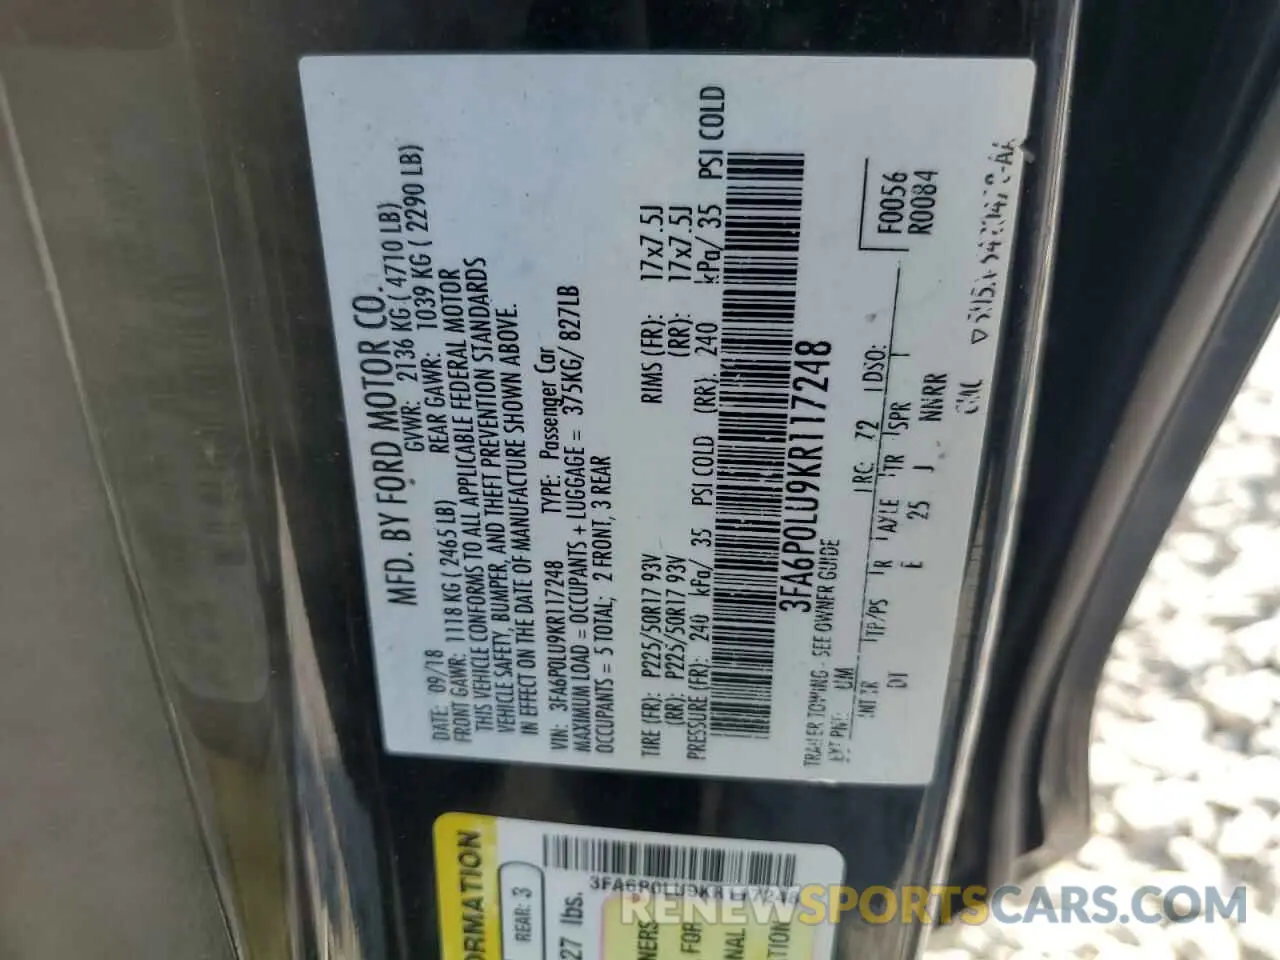 MFD. BY FORD MOTOR CO.
DATE: 09/18 GVWR: 2136 KG ( 4710 LB)
FRONT GAWR: 1118 KG ( 2465 LB) REAR GAWR: 1039 KG ( 2290 LB)
THIS VEHICLE CONFORMS TO ALL APPLICABLE FEDERAL MOTOR
VEHICLE SAFETY, BUMPER, AND THEFT PREVENTION STANDARDS
IN EFFECT ON THE DATE OF MANUFACTURE SHOWN ABOVE.
VIN: 3FA6P0LU9KR117248 TYPE: Passenger Car
MAXIMUM LOAD = OCCUPANTS + LUGGAGE = 375KG/ 827LB
OCCUPANTS = 5 TOTAL; 2 FRONT, 3 REAR
TIRE (FR): P225/50R17 93V RIMS (FR): 17x7.5J
(RR): P225/50R17 93V (RR): 17x7.5J
PRESSURE (FR): 240 kPa/ 35 PSI COLD (RR): 240 kPa/ 35 PSI COLD
3FA6P0LU9KR117248
TRAILER TOWING - SEE OWNER GUIDE
EXT PNT: UM RC: 72 DSO:
INT TR TP/PS R AXLE TR SPR
DT E 25 J NNRR
F0056
R0084
ORMATION
REAR: 3
27 lbs.
3FA6P0LU9KR117248
NERS
FOR
NAL
TION
RENEWSPORTSCARS.COM